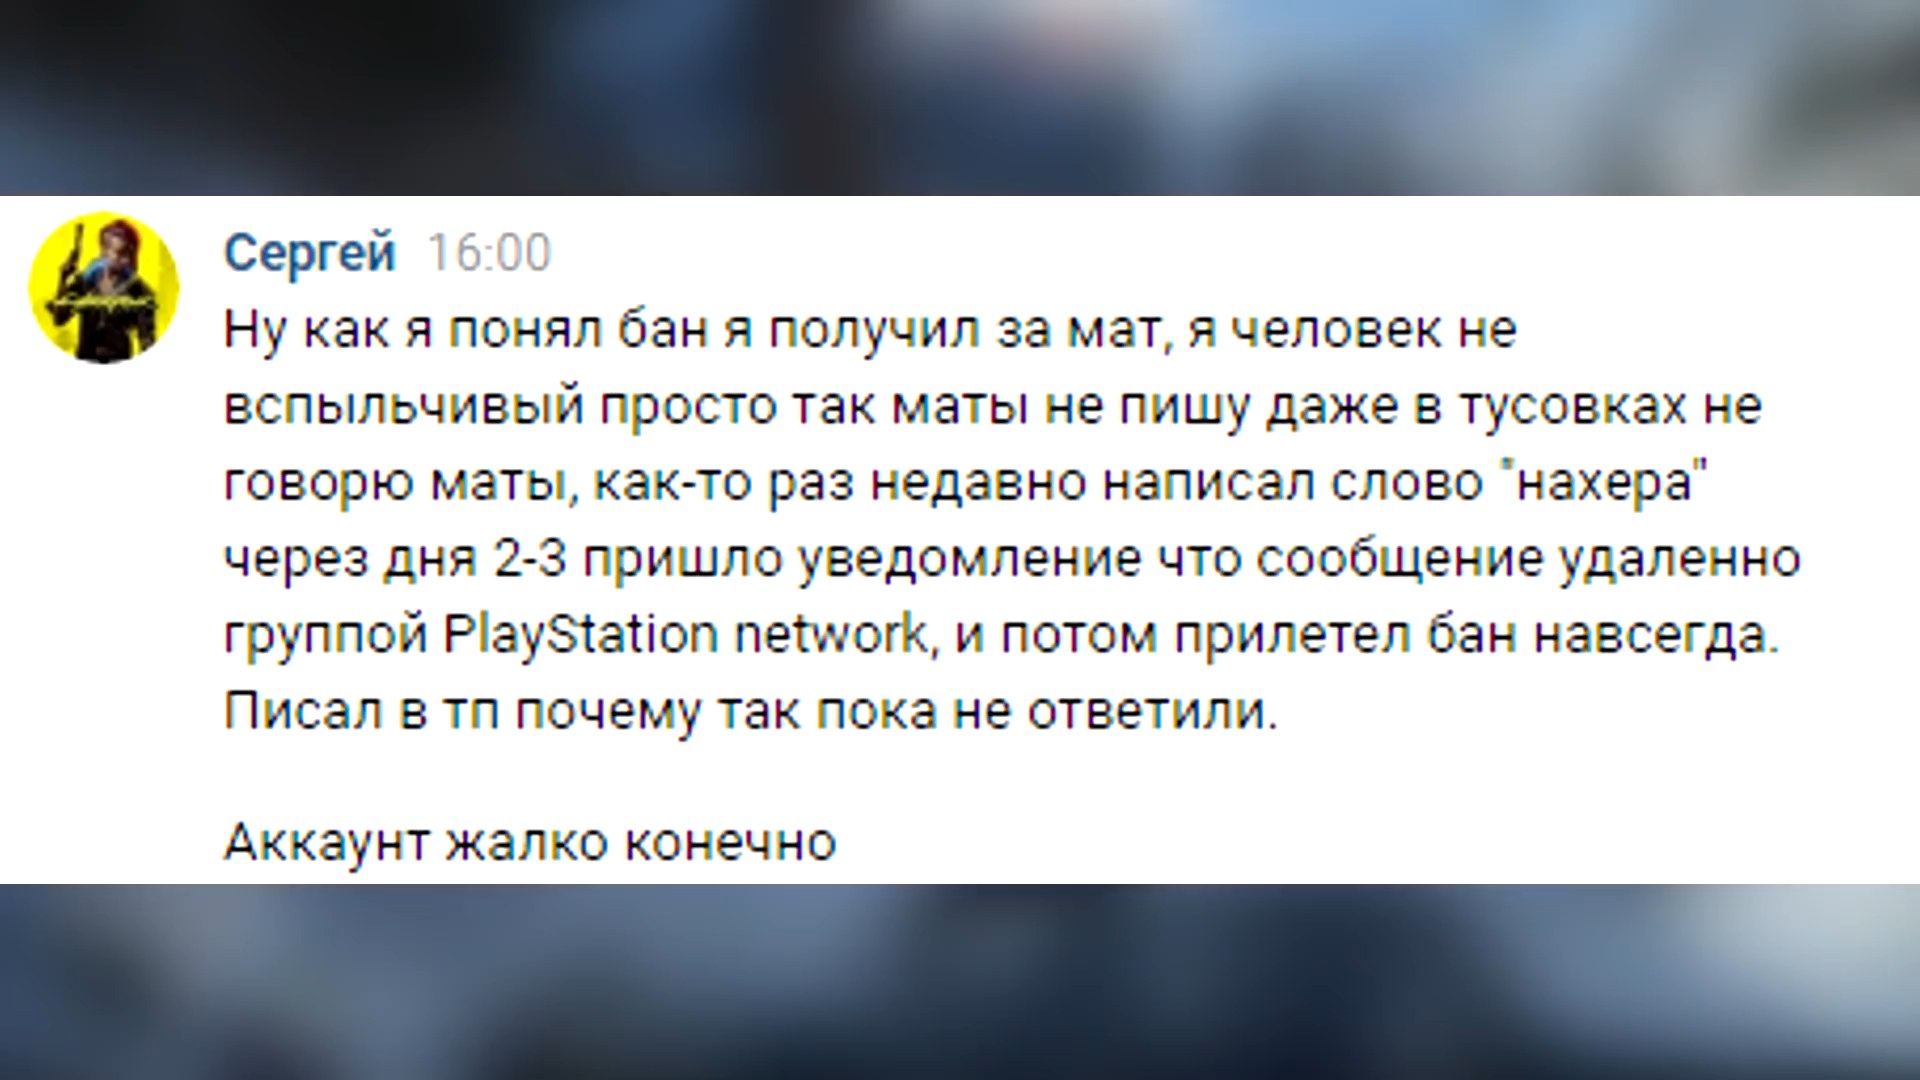 Сергей 16:00
Ну как я понял бан я получил за мат, я человек не
вспыльчивый просто так маты не пишу даже в тусовках не
говорю маты, как-то раз недавно написал слово "нахера"
через дня 2-3 пришло уведомление что сообщение удаленно
группой PlayStation network, и потом прилетел бан навсегда.
Писал в тп почему так пока не ответили.
Аккаунт жалко конечно